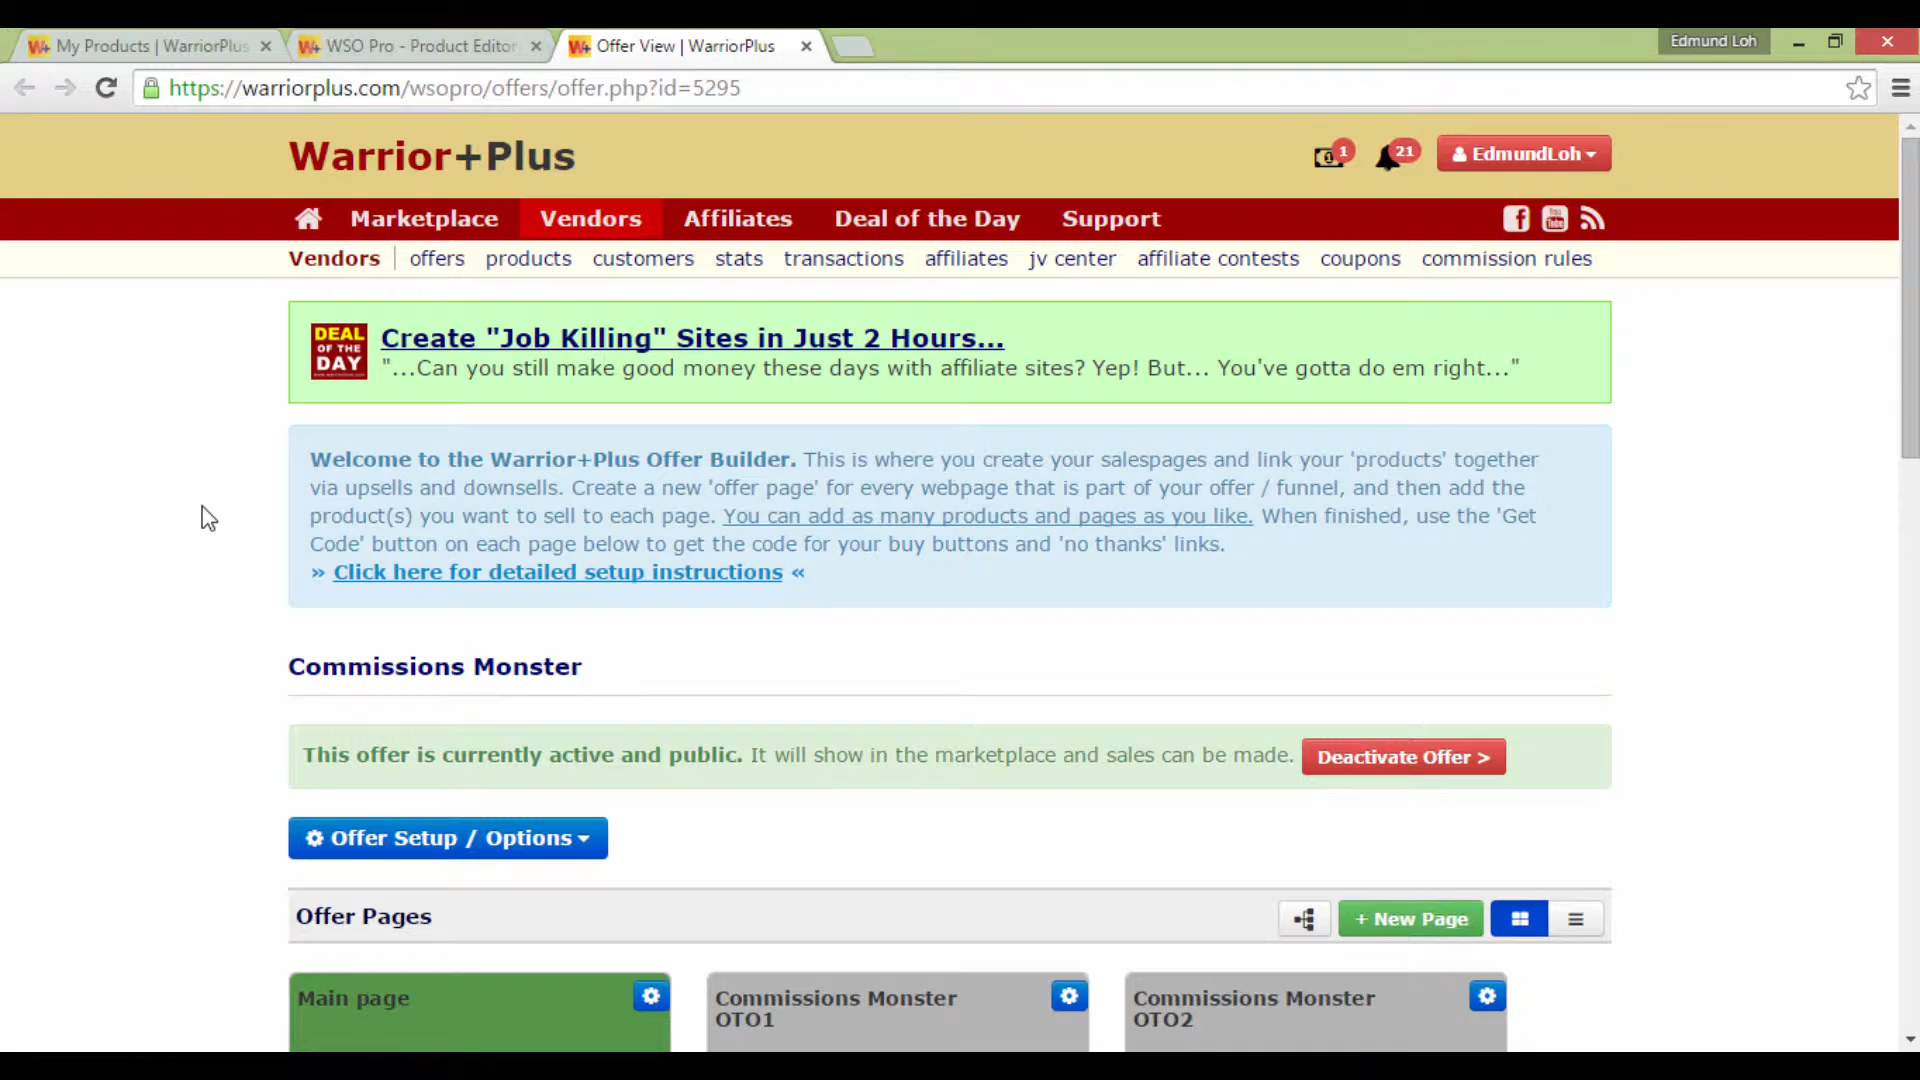 My Products | WarriorPlus
WSO Pro - Product Editor
Offer View | WarriorPlus
Edmund Loh
https://warriorplus.com/wsopro/offers/offer.php?id=5295
Warrior+Plus
1
21
EdmundLoh
Marketplace Vendors Affiliates Deal of the Day Support
Vendors offers products customers stats transactions affiliates jv center affiliate contests coupons commission rules
DEAL
OF THE
DAY
Create "Job Killing" Sites in Just 2 Hours...
"...Can you still make good money these days with affiliate sites? Yep! But... You've gotta do em right..."
Welcome to the Warrior+Plus Offer Builder. This is where you create your salespages and link your 'products' together
via upsells and downsells. Create a new 'offer page' for every webpage that is part of your offer / funnel, and then add the
product(s) you want to sell to each page. You can add as many products and pages as you like. When finished, use the 'Get
Code' button on each page below to get the code for your buy buttons and 'no thanks' links.
» Click here for detailed setup instructions «
Commissions Monster
This offer is currently active and public. It will show in the marketplace and sales can be made. Deactivate Offer >
Offer Setup / Options
Offer Pages
+ New Page
Main page
Commissions Monster
OTO1
Commissions Monster
OTO2